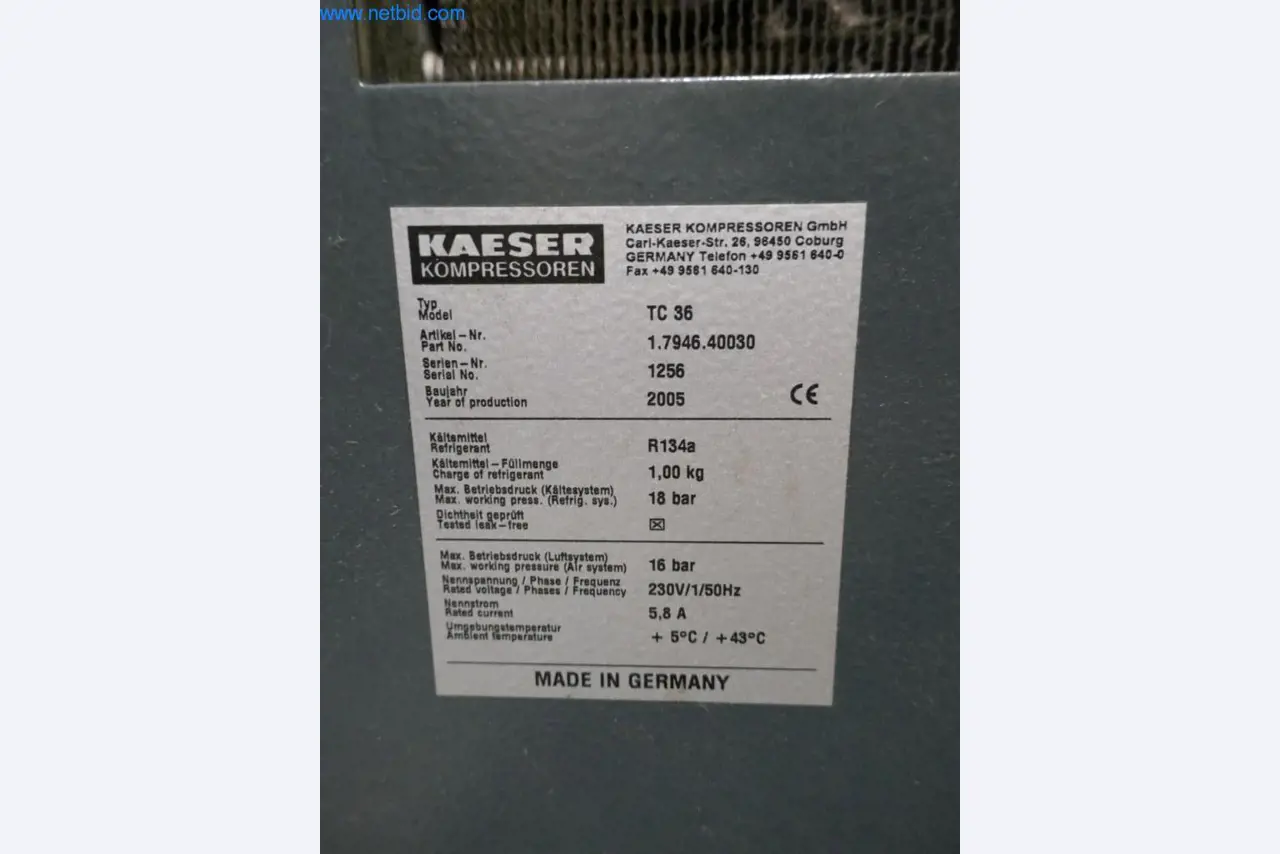 www.netbid.com
KAESER
KOMPRESSOREN
KAESER KOMPRESSOREN GmbH
Carl-Kaeser-Str. 26, 96450 Coburg
GERMANY Telefon +49 9561 640-0
Fax +49 9561 640-130
Typ
Model TC 36
Artikel-Nr.
Part No. 1.7946.40030
Serien-Nr.
Serial No. 1256
Baujahr
Year of production 2005 CE
Kältemittel
Refrigerant R134a
Kältemittel-Füllmenge
Charge of refrigerant 1,00 kg
Max. Betriebsdruck (Kältesystem)
Max. working press. (Refrig. sys.) 18 bar
Dichtheit geprüft
Tested leak-free ☒
Max. Betriebsdruck (Luftsystem)
Max. working pressure (Air system) 16 bar
Nennspannung / Phase / Frequenz
Rated voltage / Phases / Frequency 230V/1/50Hz
Nennstrom
Rated current 5,8 A
Umgebungstemperatur
Ambient temperature + 5°C / +43°C
MADE IN GERMANY